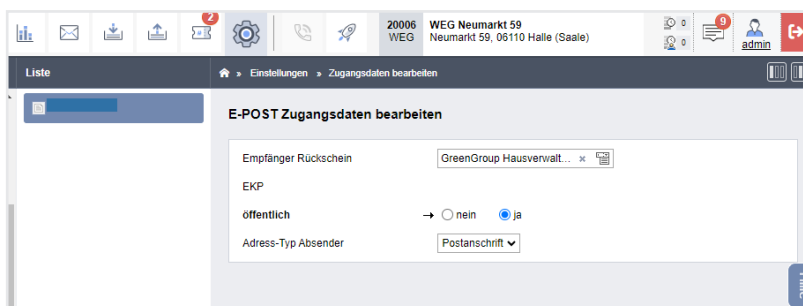 2
20006
WEG
WEG Neumarkt 59
Neumarkt 59, 06110 Halle (Saale)
0
0
9
admin
Liste
» Einstellungen » Zugangsdaten bearbeiten
E-POST Zugangsdaten bearbeiten
Empfänger Rückschein GreenGroup Hausverwalt... ×
EKP
öffentlich → nein ja
Adress-Typ Absender Postanschrift